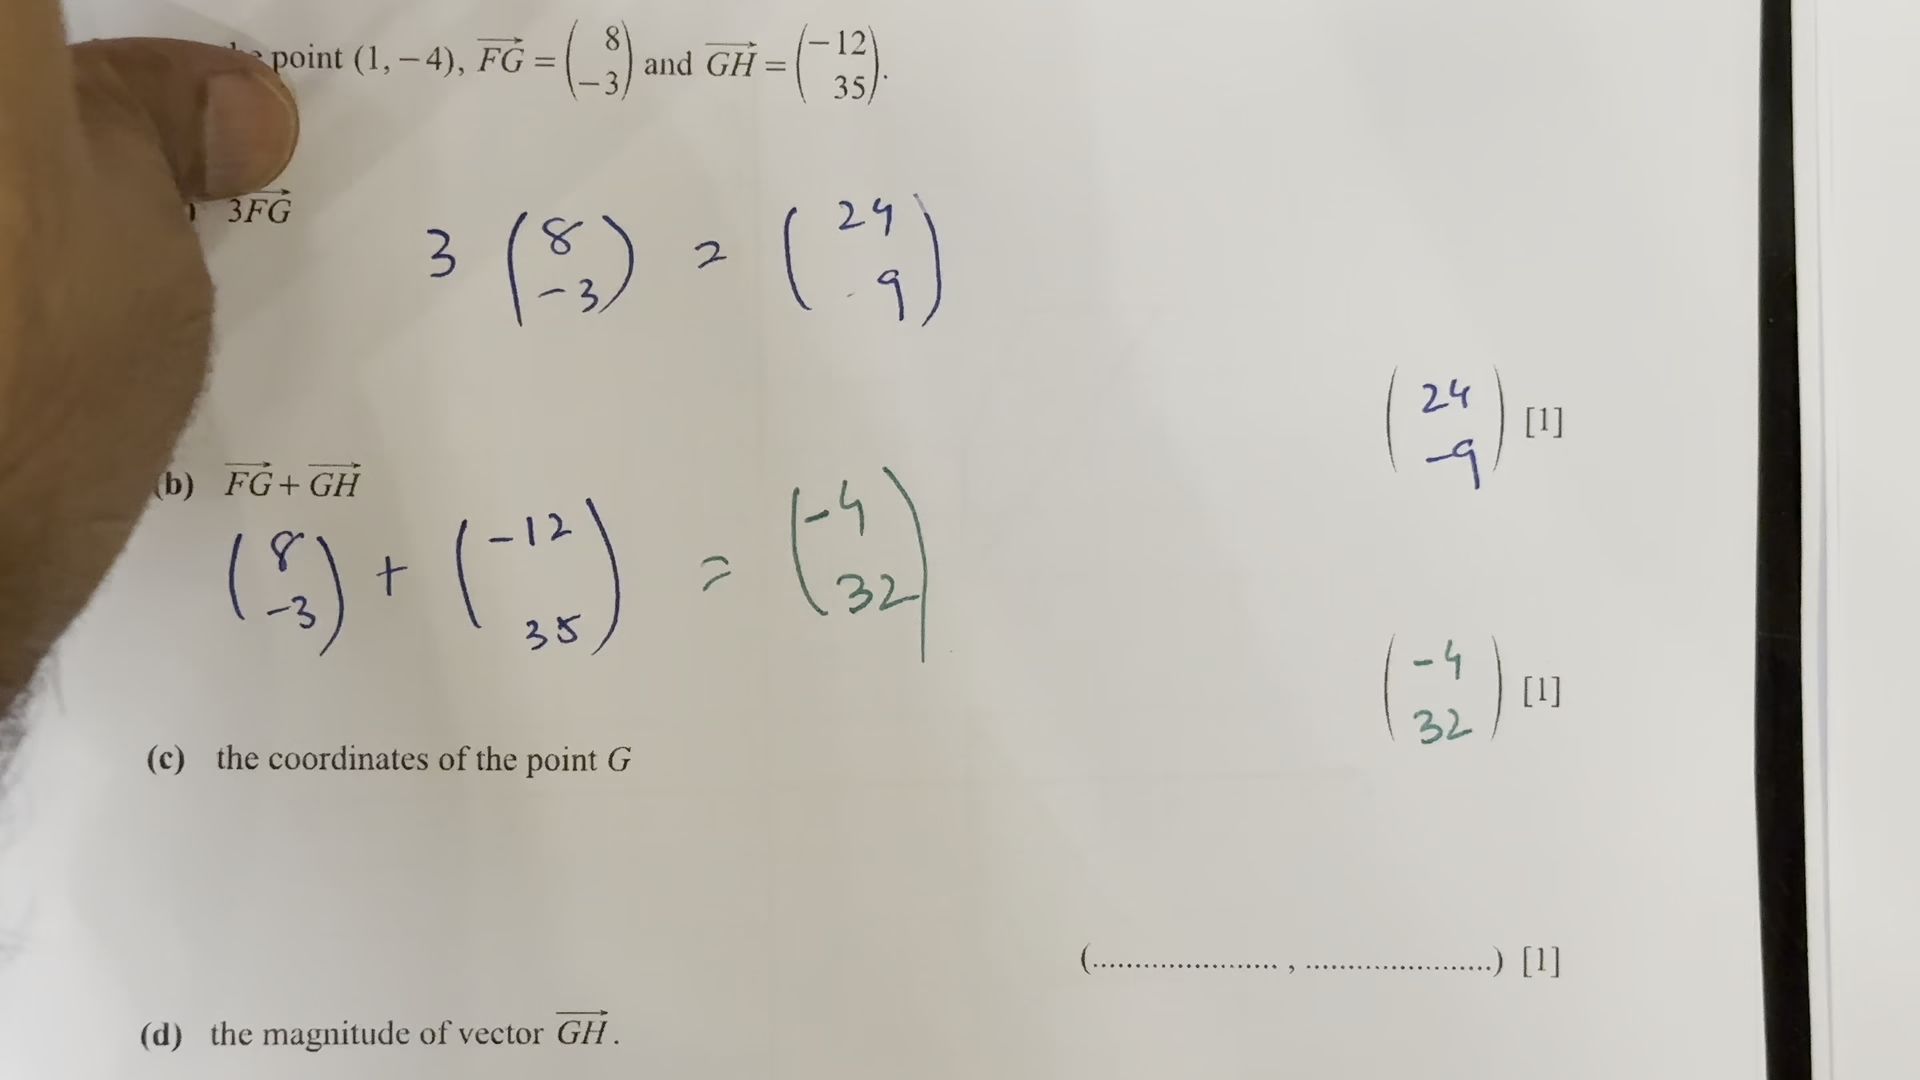 point (1, −4), FG = (8 −3) and GH = (−12 35).
3FG
3 (8 −3) = (24 -9)
(24 −9) [1]
(b) FG + GH
(8 −3) + (−12 35) = (−4 32)
(−4 32) [1]
(c) the coordinates of the point G
(...................... , ......................) [1]
(d) the magnitude of vector GH.